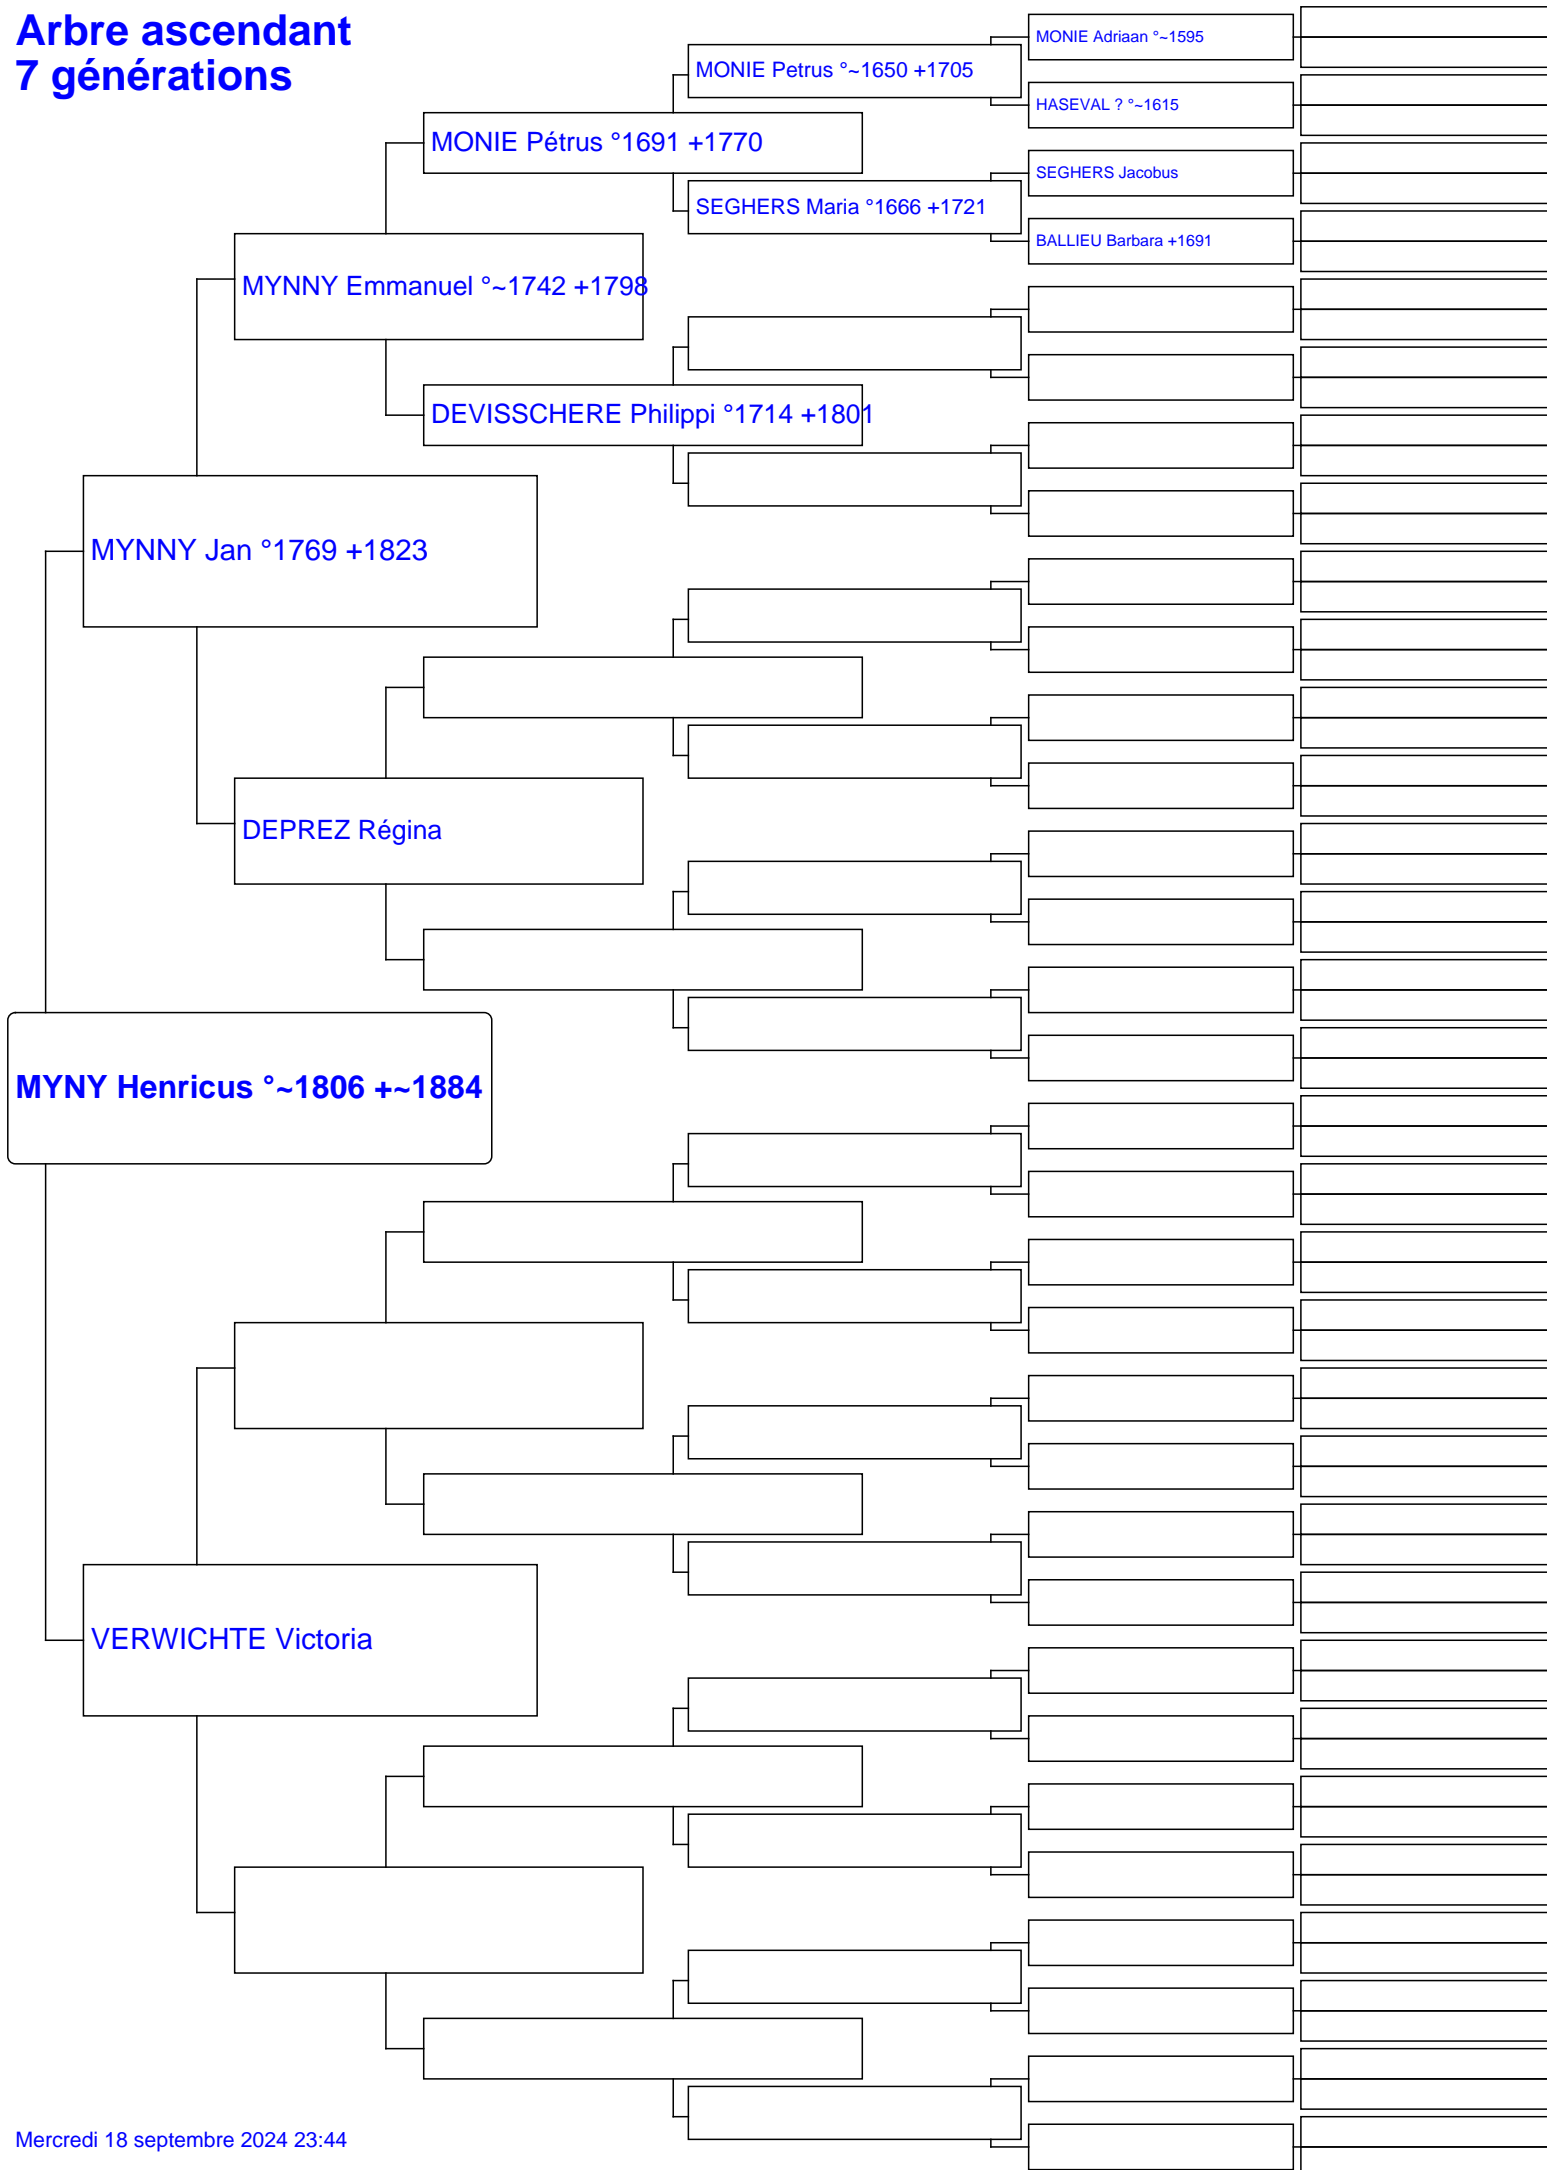 Arbre ascendant
7 générations
MONIE Adriaan °~1595
MONIE Petrus °~1650 +1705
HASEVAL ? °~1615
MONIE Pétrus °1691 +1770
SEGHERS Jacobus
SEGHERS Maria °1666 +1721
BALLIEU Barbara +1691
MYNNY Emmanuel °~1742 +1798
DEVISSCHERE Philippi °1714 +1801
MYNNY Jan °1769 +1823
DEPREZ Régina
MYNY Henricus °~1806 +~1884
VERWICHTE Victoria
Mercredi 18 septembre 2024 23:44